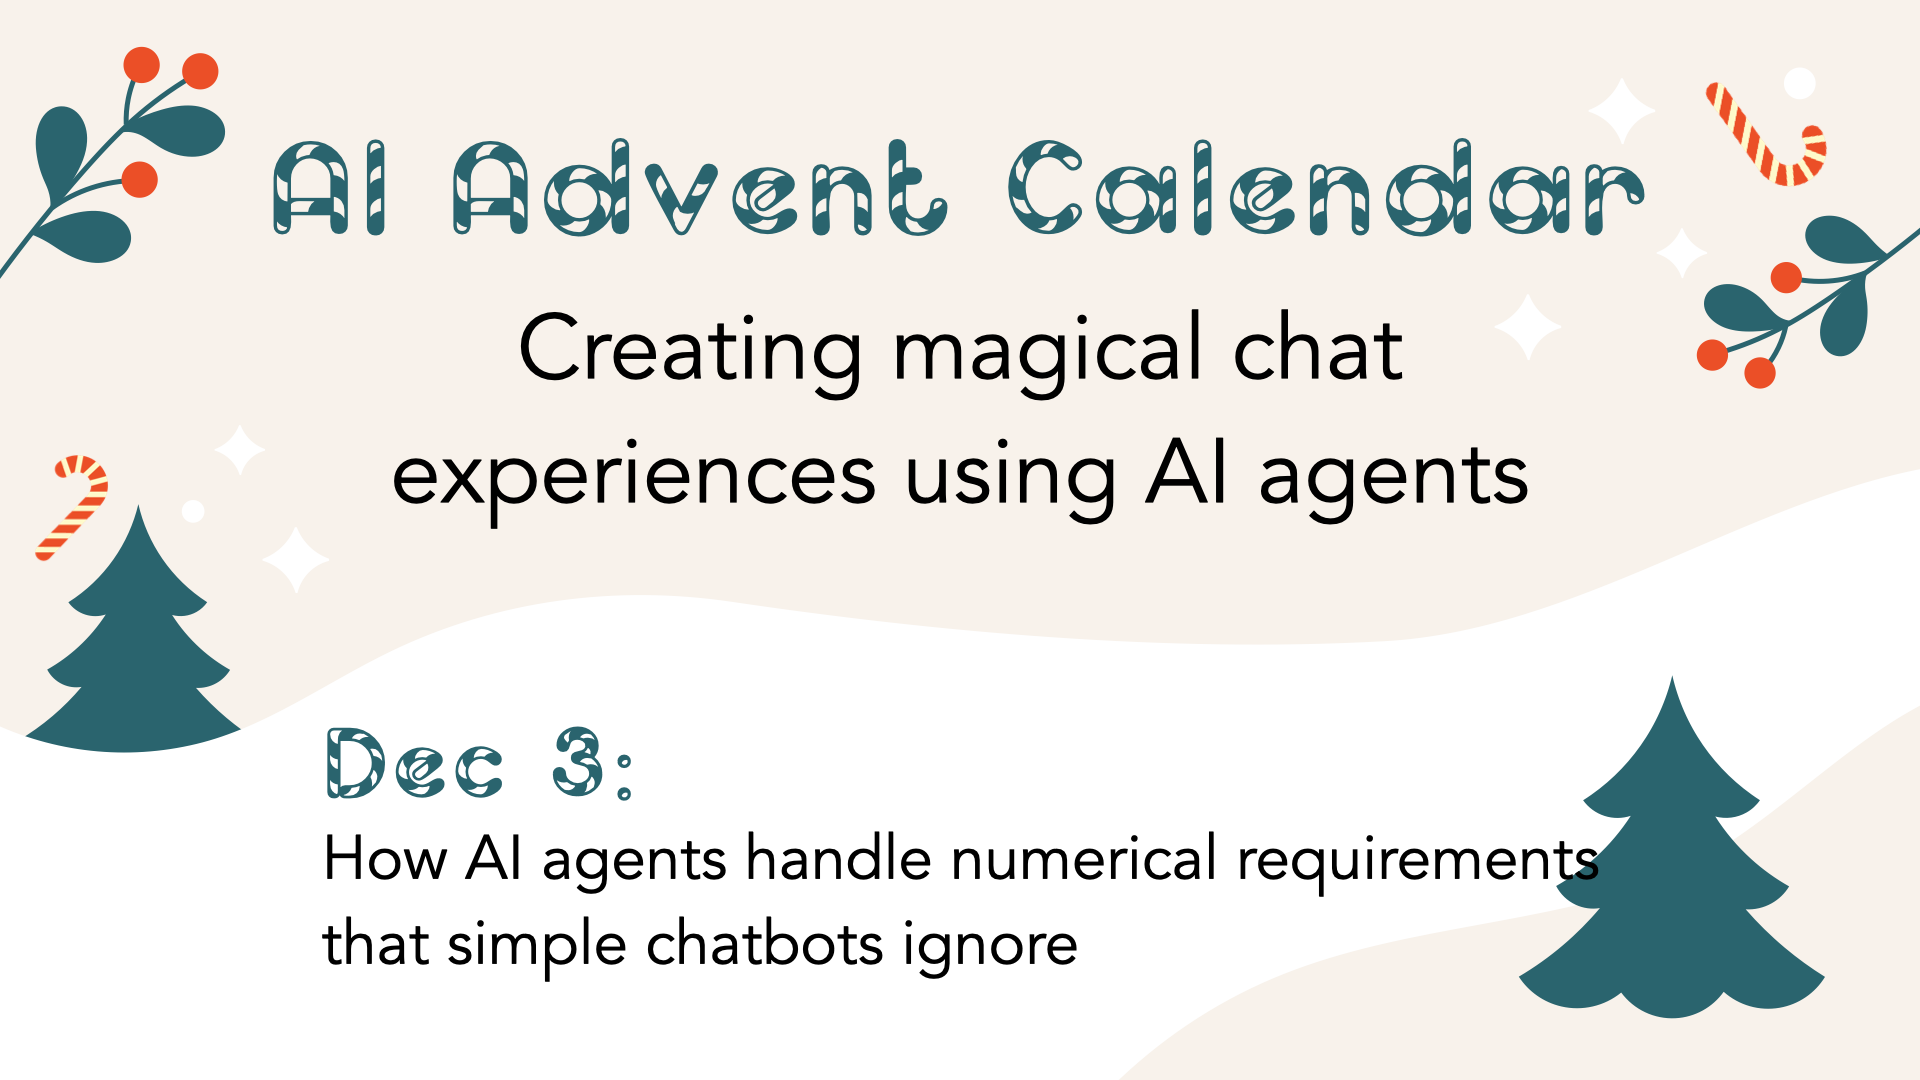 AI Advent Calendar
Creating magical chat
experiences using AI agents
Dec 3:
How AI agents handle numerical requirements
that simple chatbots ignore